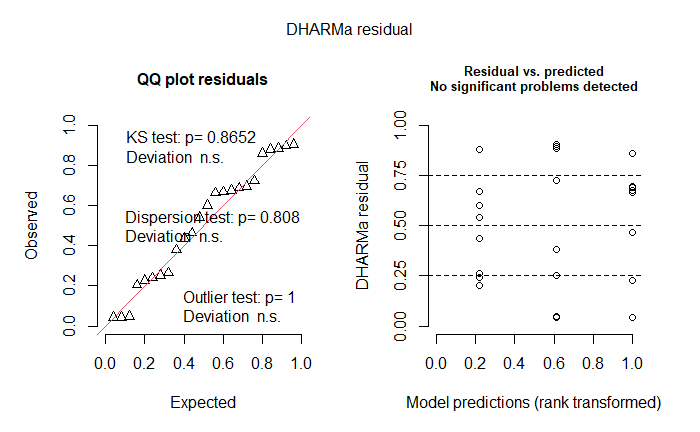 DHARMa residual
QQ plot residuals
KS test: p= 0.8652
Deviation n.s.
Dispersion test: p= 0.808
Deviation n.s.
Outlier test: p= 1
Deviation n.s.
Observed
0.0 0.2 0.4 0.6 0.8 1.0
0.0 0.2 0.4 0.6 0.8 1.0
Expected
Residual vs. predicted
No significant problems detected
DHARMa residual
0.00 0.25 0.50 0.75 1.00
0.0 0.2 0.4 0.6 0.8 1.0
Model predictions (rank transformed)